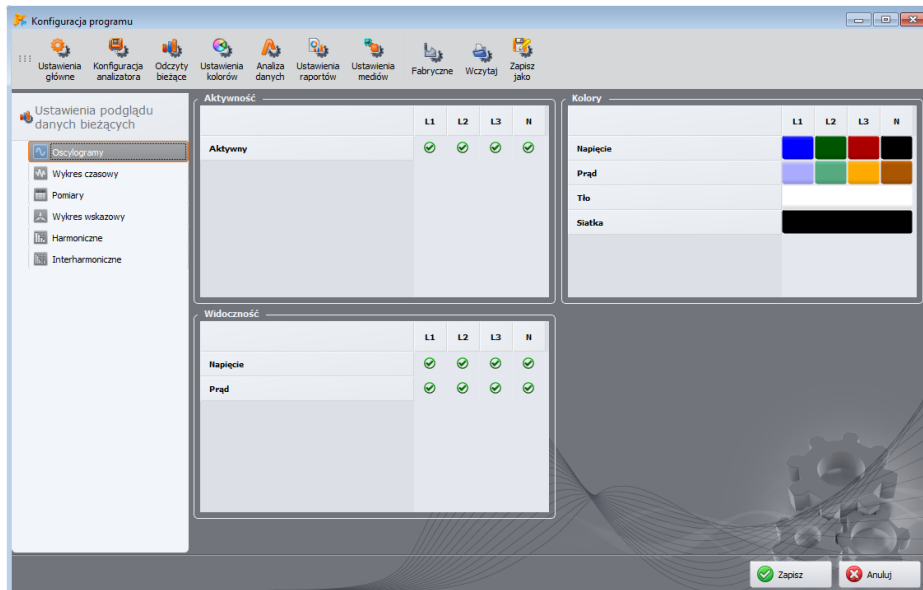 Konfiguracja programu
Ustawienia główne
Konfiguracja analizatora
Odczyty bieżące
Ustawienia kolorów
Analiza danych
Ustawienia raportów
Ustawienia mediów
Fabryczne
Wczytaj
Zapisz jako
Ustawienia podglądu
danych bieżących
Oscylogramy
Wykres czasowy
Pomiary
Wykres wskazowy
Harmoniczne
Interharmoniczne
Aktywność
L1 L2 L3 N
Aktywny
Kolory
L1 L2 L3 N
Napięcie
Prąd
Tło
Siatka
Widoczność
L1 L2 L3 N
Napięcie
Prąd
Zapisz
Anuluj